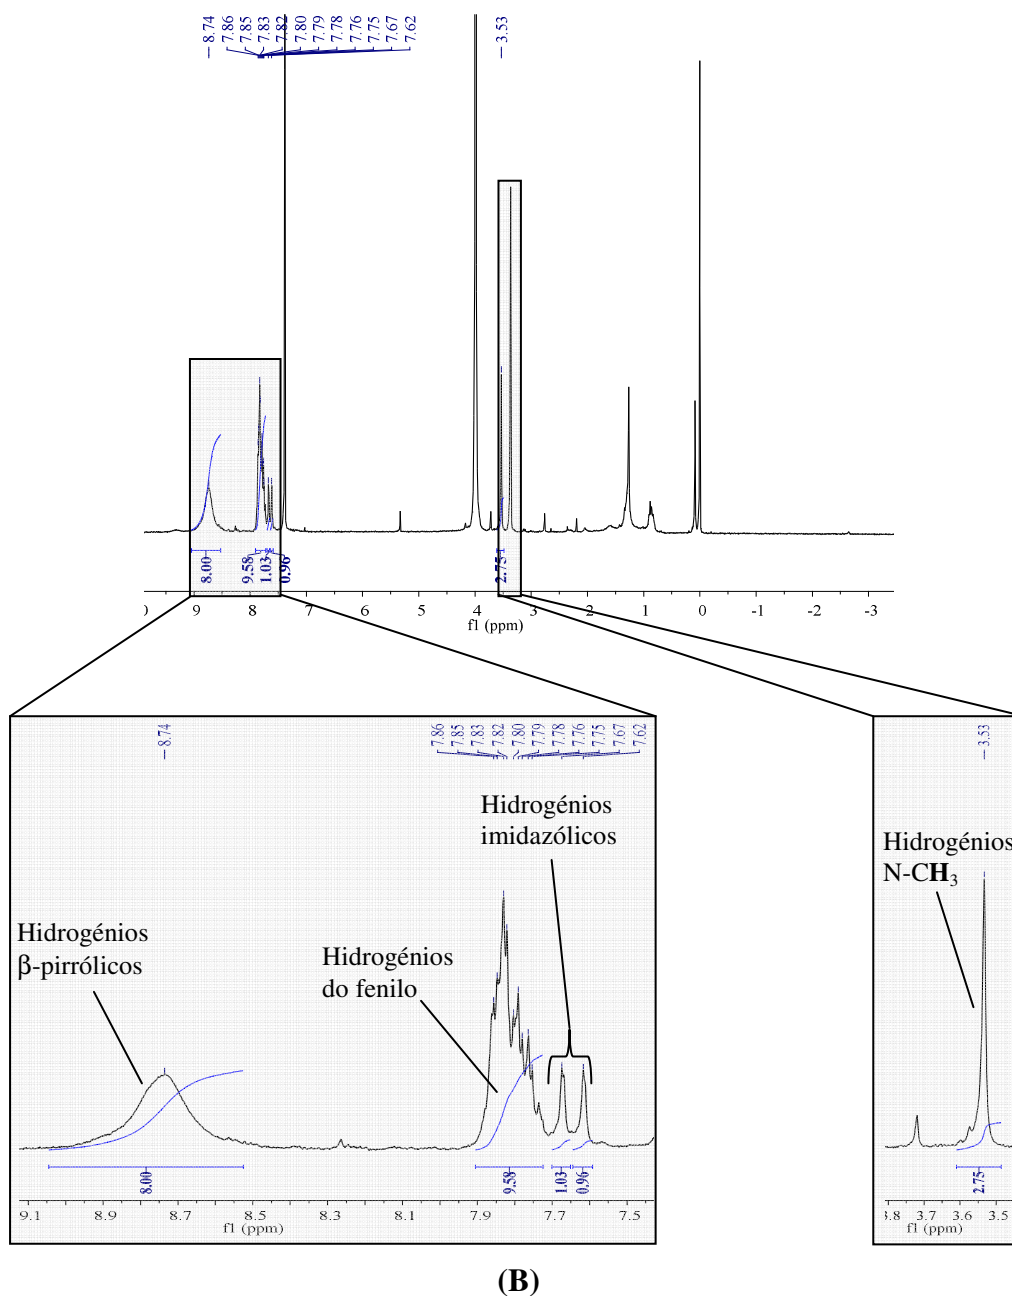 8.74 7.86 7.85 7.83 7.82 7.80 7.79 7.78 7.76 7.75 7.67 7.62 3.53
8.00 9.58 1.03 0.96 2.75
0 9 8 7 6 5 4 3 2 1 0 -1 -2 -3
f1 (ppm)
8.74 7.86 7.85 7.83 7.82 7.80 7.79 7.78 7.76 7.75 7.67 7.62
3.53
Hidrogénios
imidazólicos
Hidrogénios
β-pirrólicos
Hidrogénios
do fenilo
Hidrogénios
N-CH₃
8.00 9.58 1.03 0.96
2.75
9.1 8.9 8.7 8.5 8.3 8.1 7.9 7.7 7.5
f1 (ppm)
3.8 3.7 3.6 3.5
f1 (ppm)
(B)